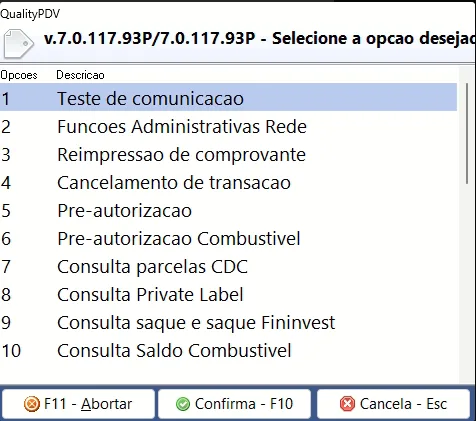 QualityPDV
v.7.0.117.93P/7.0.117.93P - Selecione a opcao desejac
Opcoes Descricao
1 Teste de comunicacao
2 Funcoes Administrativas Rede
3 Reimpressao de comprovante
4 Cancelamento de transacao
5 Pre-autorizacao
6 Pre-autorizacao Combustivel
7 Consulta parcelas CDC
8 Consulta Private Label
9 Consulta saque e saque Fininvest
10 Consulta Saldo Combustivel
F11 - Abortar Confirma - F10 Cancela - Esc